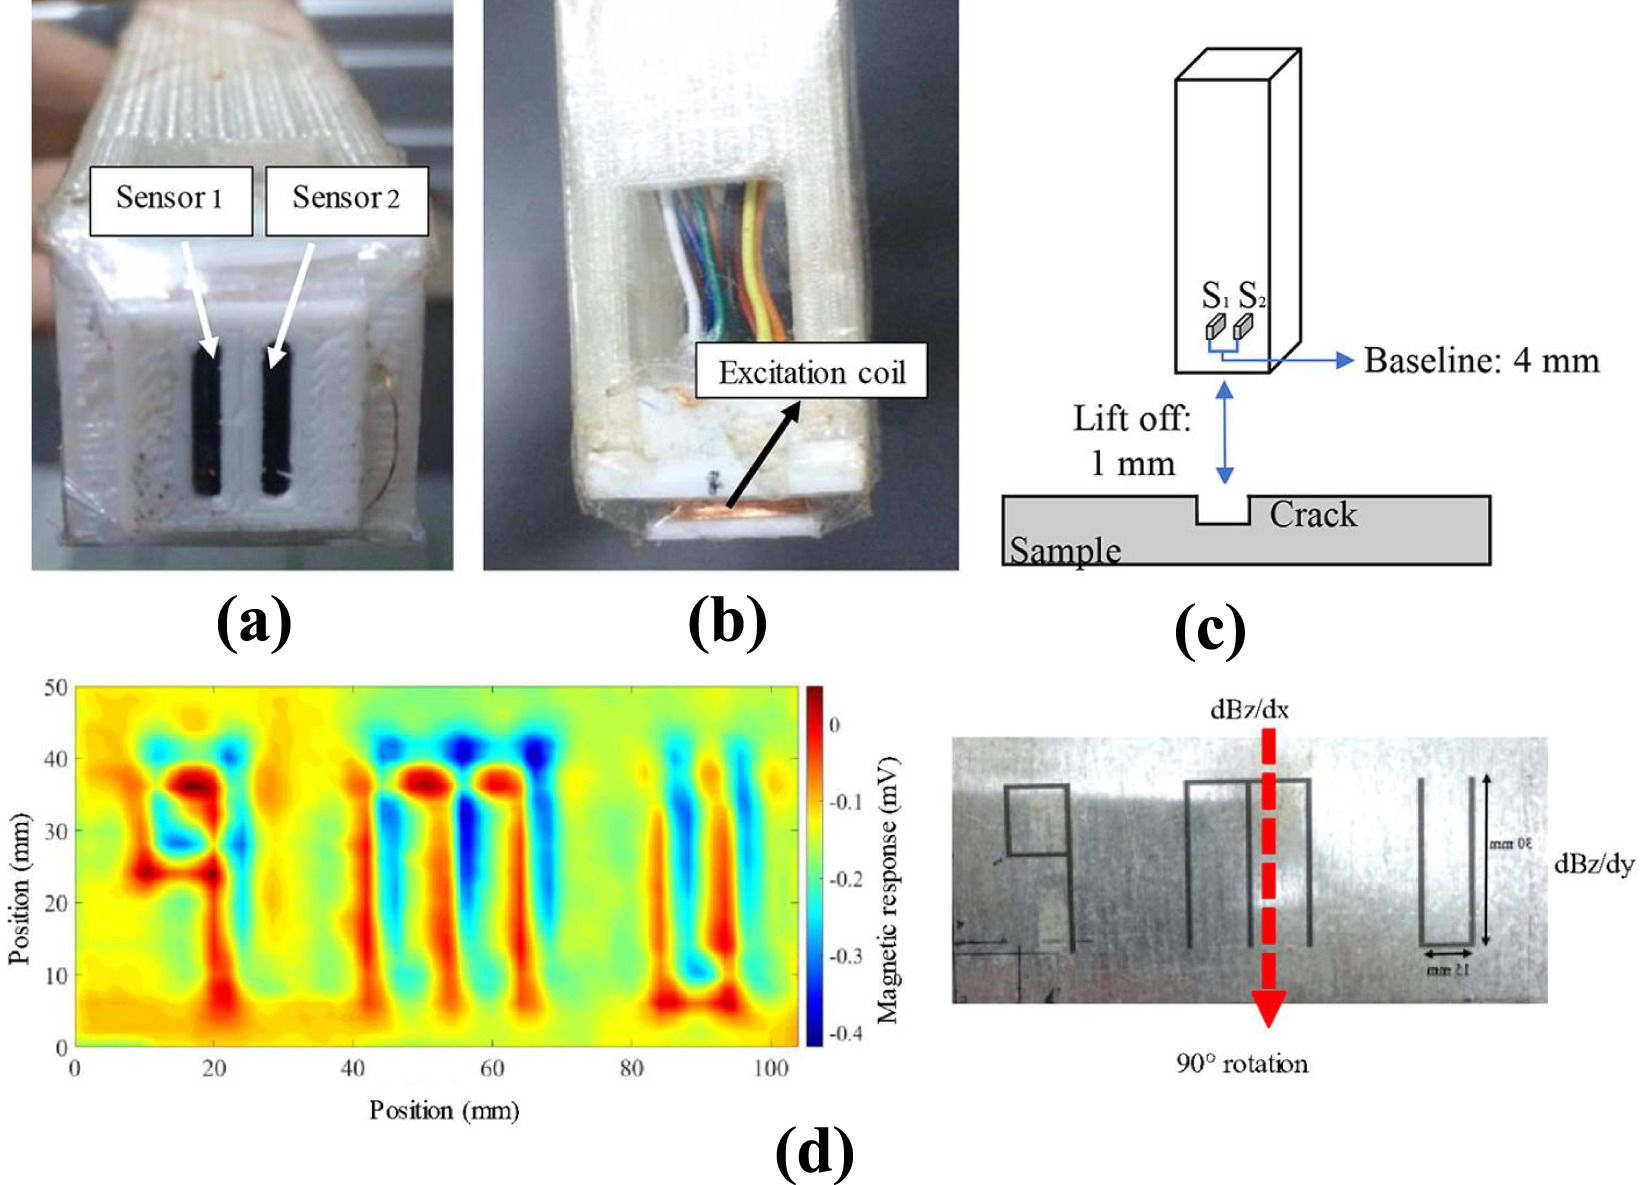 Sensor 1
Sensor 2
(a)
Excitation coil
(b)
S1 S2
Baseline: 4 mm
Lift off:
1 mm
Crack
Sample
(c)
50
40
30
20
10
0
0
20
40
60
80
100
Position (mm)
Position (mm)
0
-0.1
-0.2
-0.3
-0.4
Magnetic response (mV)
dBz/dx
30 mm
15 mm
dBz/dy
90° rotation
(d)